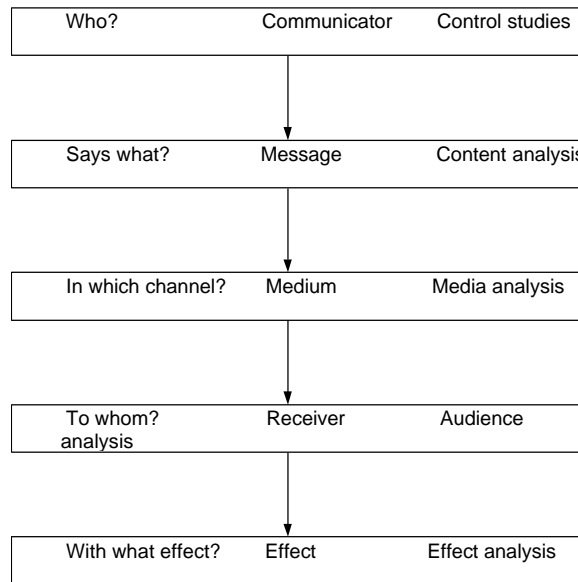 Who? Communicator Control studies
Says what? Message Content analysis
In which channel? Medium Media analysis
To whom? Receiver Audience
analysis
With what effect? Effect Effect analysis